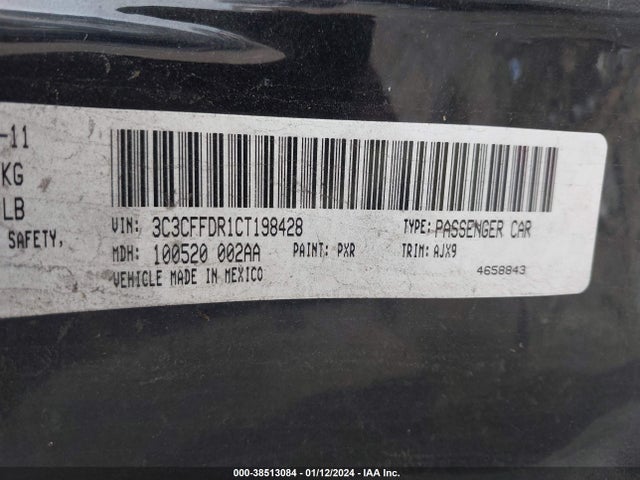 -11
KG
LB
SAFETY,
VIN: 3C3CFFDR1CT198428 TYPE: PASSENGER CAR
MDH: 100520 002AA PAINT: PXR TRIM: AJX9
VEHICLE MADE IN MEXICO 4658843
000-38513084 - 01/12/2024 - IAA Inc.